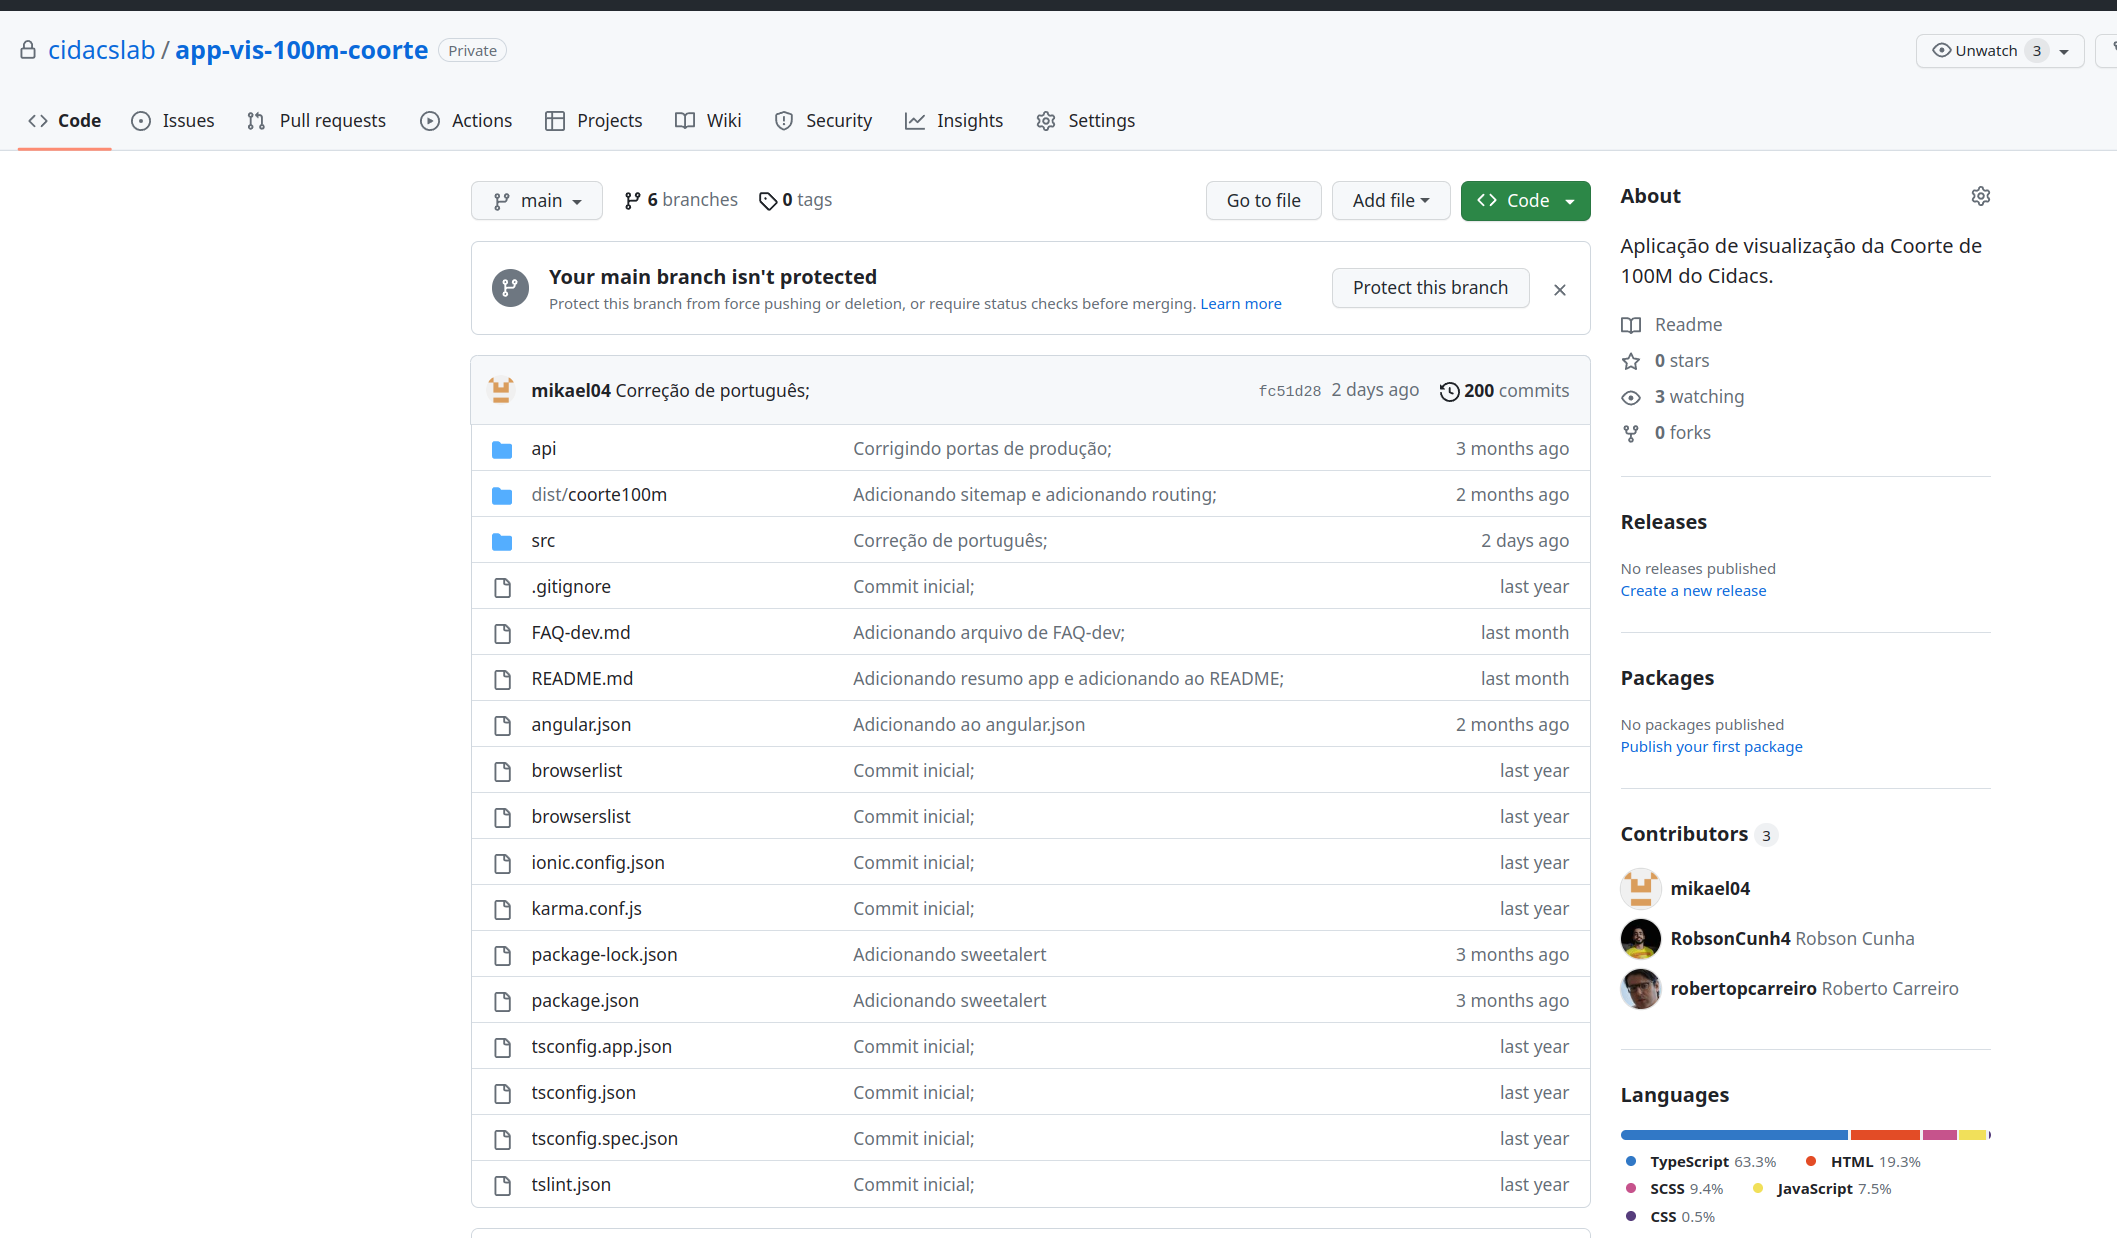 cidacslab / app-vis-100m-coorte Private
Unwatch 3
Code Issues Pull requests Actions Projects Wiki Security Insights Settings
main 6 branches 0 tags Go to file Add file Code
Your main branch isn't protected
Protect this branch from force pushing or deletion, or require status checks before merging. Learn more
Protect this branch
mikael04 Correção de português; fc51d28 2 days ago 200 commits
api Corrigindo portas de produção; 3 months ago
dist/coorte100m Adicionando sitemap e adicionando routing; 2 months ago
src Correção de português; 2 days ago
.gitignore Commit inicial; last year
FAQ-dev.md Adicionando arquivo de FAQ-dev; last month
README.md Adicionando resumo app e adicionando ao README; last month
angular.json Adicionando ao angular.json 2 months ago
browserlist Commit inicial; last year
browserslist Commit inicial; last year
ionic.config.json Commit inicial; last year
karma.conf.js Commit inicial; last year
package-lock.json Adicionando sweetalert 3 months ago
package.json Adicionando sweetalert 3 months ago
tsconfig.app.json Commit inicial; last year
tsconfig.json Commit inicial; last year
tsconfig.spec.json Commit inicial; last year
tslint.json Commit inicial; last year
About
Aplicação de visualização da Coorte de
100M do Cidacs.
Readme
0 stars
3 watching
0 forks
Releases
No releases published
Create a new release
Packages
No packages published
Publish your first package
Contributors 3
mikael04
RobsonCunh4 Robson Cunha
robertopcarreiro Roberto Carreiro
Languages
TypeScript 63.3% HTML 19.3%
SCSS 9.4% JavaScript 7.5%
CSS 0.5%